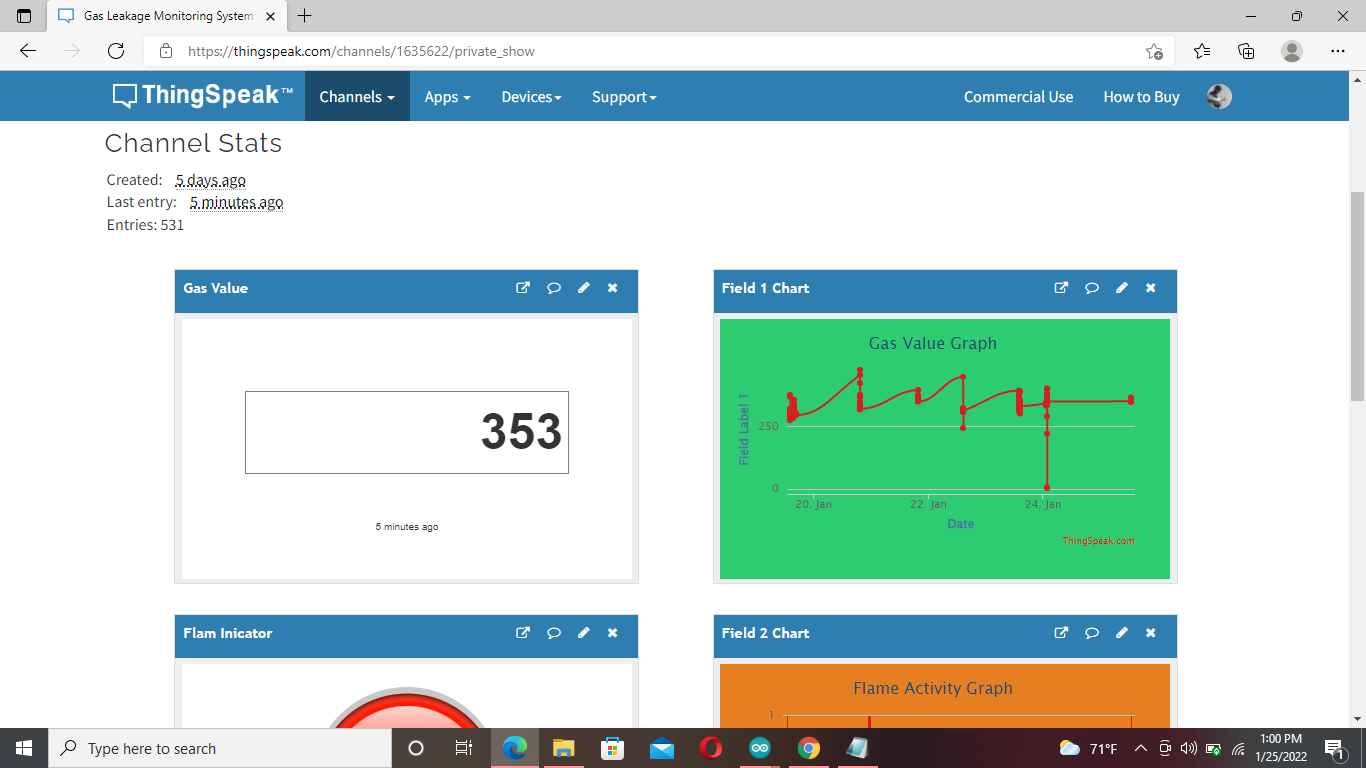 Gas Leakage Monitoring System
https://thingspeak.com/channels/1635622/private_show
ThingSpeak™ Channels Apps Devices Support Commercial Use How to Buy
Channel Stats
Created: 5 days ago
Last entry: 5 minutes ago
Entries: 531
Gas Value
353
5 minutes ago
Field 1 Chart
Gas Value Graph
Field Label 1
250
0
20. Jan 22. Jan 24. Jan
Date
ThingSpeak.com
Flam Inicator
Field 2 Chart
Flame Activity Graph
1
Type here to search
71°F
1:00 PM
1/25/2022
1